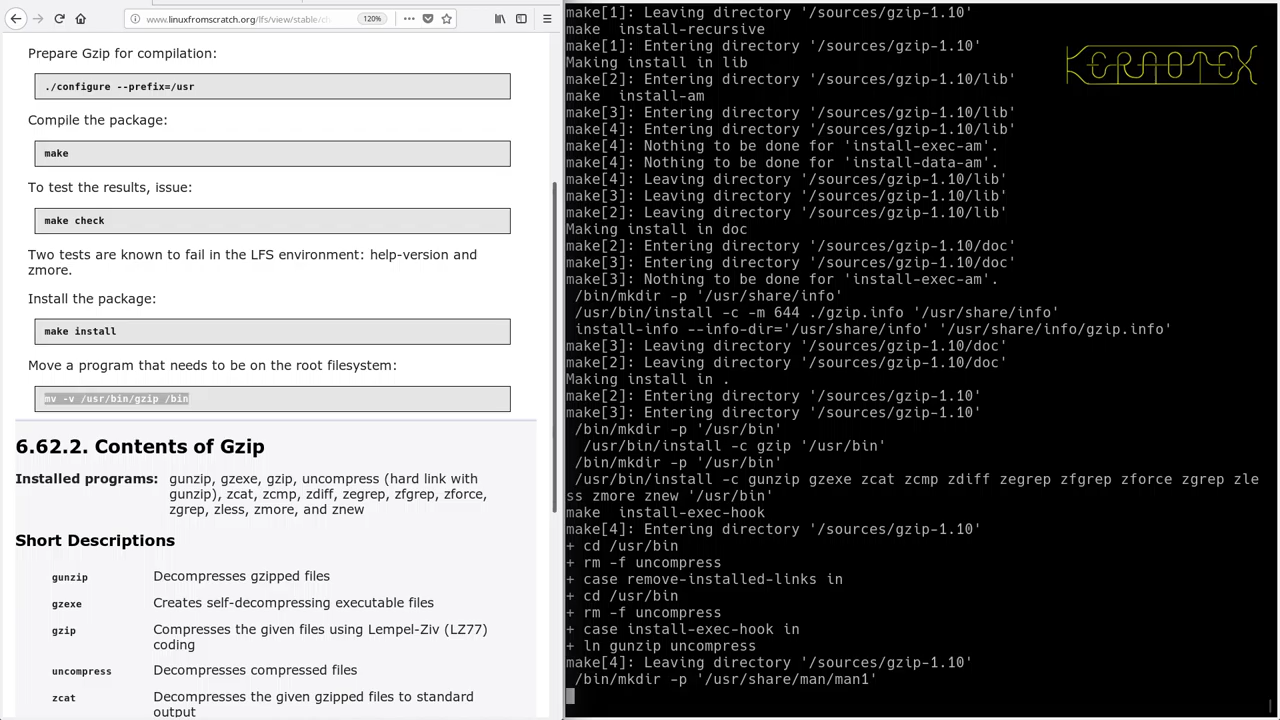 www.linuxfromscratch.org/lfs/view/stable/ch
120%
Prepare Gzip for compilation:
./configure --prefix=/usr
Compile the package:
make
To test the results, issue:
make check
Two tests are known to fail in the LFS environment: help-version and
zmore.
Install the package:
make install
Move a program that needs to be on the root filesystem:
mv -v /usr/bin/gzip /bin
6.62.2. Contents of Gzip
Installed programs: gunzip, gzexe, gzip, uncompress (hard link with
gunzip), zcat, zcmp, zdiff, zegrep, zfgrep, zforce,
zgrep, zless, zmore, and znew
Short Descriptions
gunzip Decompresses gzipped files
gzexe Creates self-decompressing executable files
gzip Compresses the given files using Lempel-Ziv (LZ77)
coding
uncompress Decompresses compressed files
zcat Decompresses the given gzipped files to standard
output
make[1]: Leaving directory '/sources/gzip-1.10'
make  install-recursive
make[1]: Entering directory '/sources/gzip-1.10'
Making install in lib
make[2]: Entering directory '/sources/gzip-1.10/lib'
make  install-am
make[3]: Entering directory '/sources/gzip-1.10/lib'
make[4]: Entering directory '/sources/gzip-1.10/lib'
make[4]: Nothing to be done for 'install-exec-am'.
make[4]: Nothing to be done for 'install-data-am'.
make[4]: Leaving directory '/sources/gzip-1.10/lib'
make[3]: Leaving directory '/sources/gzip-1.10/lib'
make[2]: Leaving directory '/sources/gzip-1.10/lib'
Making install in doc
make[2]: Entering directory '/sources/gzip-1.10/doc'
make[3]: Entering directory '/sources/gzip-1.10/doc'
make[3]: Nothing to be done for 'install-exec-am'.
/bin/mkdir -p '/usr/share/info'
/usr/bin/install -c -m 644 ./gzip.info '/usr/share/info'
install-info --info-dir='/usr/share/info' '/usr/share/info/gzip.info'
make[3]: Leaving directory '/sources/gzip-1.10/doc'
make[2]: Leaving directory '/sources/gzip-1.10/doc'
Making install in .
make[2]: Entering directory '/sources/gzip-1.10'
make[3]: Entering directory '/sources/gzip-1.10'
/bin/mkdir -p '/usr/bin'
/usr/bin/install -c gzip '/usr/bin'
/bin/mkdir -p '/usr/bin'
/usr/bin/install -c gunzip gzexe zcat zcmp zdiff zegrep zfgrep zforce zgrep zle
ss zmore znew '/usr/bin'
make  install-exec-hook
make[4]: Entering directory '/sources/gzip-1.10'
+ cd /usr/bin
+ rm -f uncompress
+ case remove-installed-links in
+ cd /usr/bin
+ rm -f uncompress
+ case install-exec-hook in
+ ln gunzip uncompress
make[4]: Leaving directory '/sources/gzip-1.10'
/bin/mkdir -p '/usr/share/man/man1'
KERNOTEX